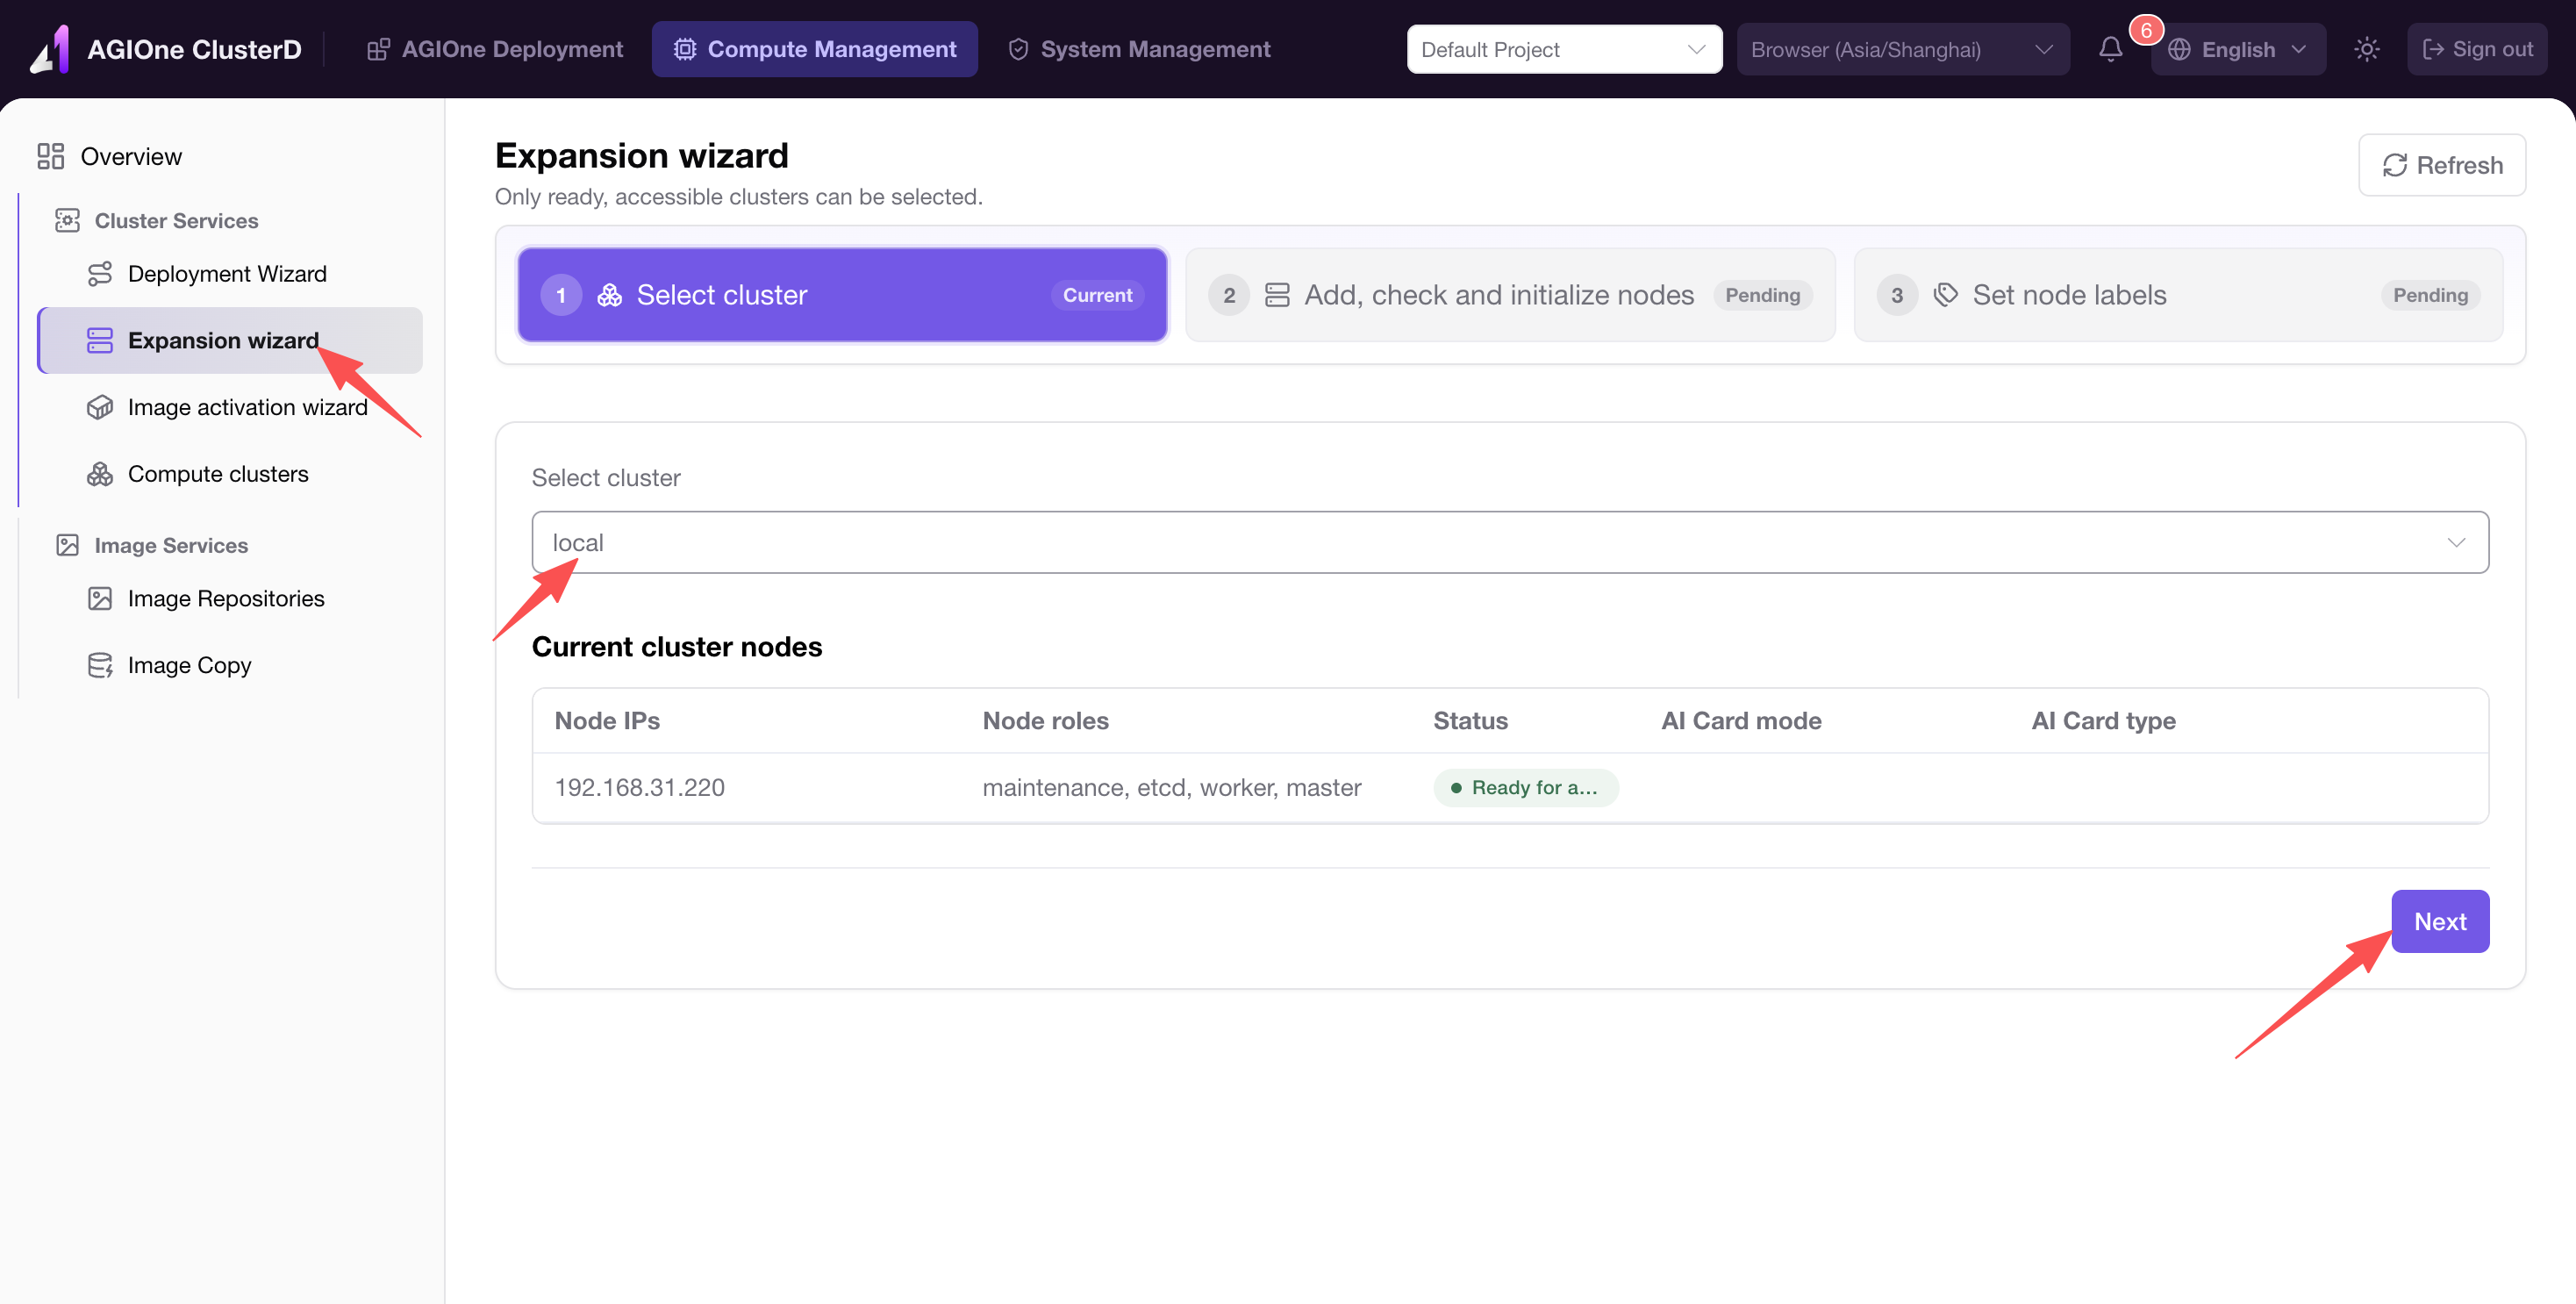 AGIOne ClusterD
AGIOne Deployment
Compute Management
System Management
Default Project
Browser (Asia/Shanghai)
6
English
Sign out
Overview
Cluster Services
Deployment Wizard
Expansion wizard
Image activation wizard
Compute clusters
Image Services
Image Repositories
Image Copy
Expansion wizard
Only ready, accessible clusters can be selected.
Refresh
1 Select cluster Current
2 Add, check and initialize nodes Pending
3 Set node labels Pending
Select cluster
local
Current cluster nodes
Node IPs Node roles Status AI Card mode AI Card type
192.168.31.220 maintenance, etcd, worker, master Ready for a...
Next